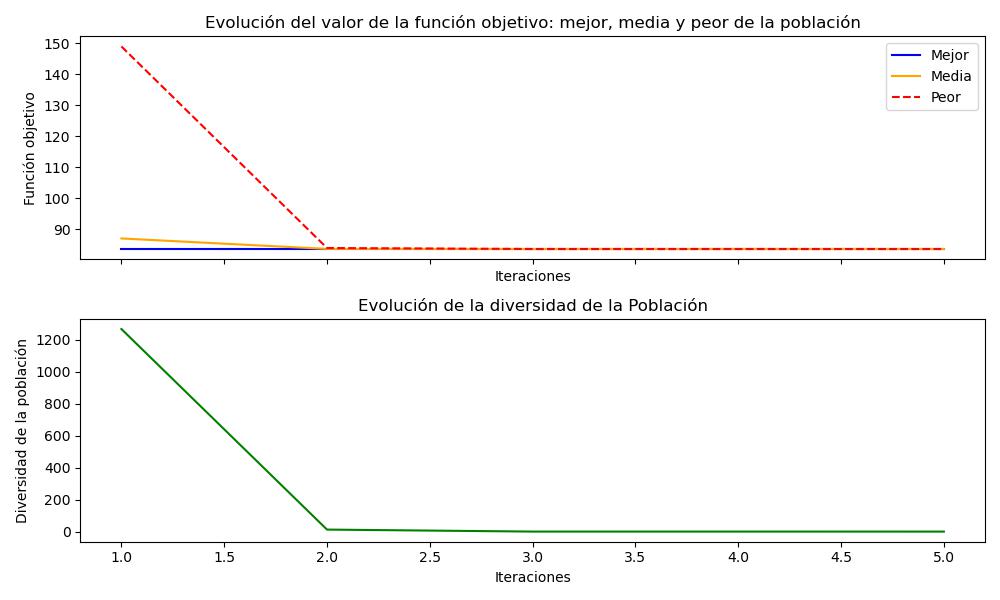 Evolución del valor de la función objetivo: mejor, media y peor de la población
150
140
130
120
110
100
90
Función objetivo
Mejor
Media
Peor
Iteraciones
Evolución de la diversidad de la Población
1200
1000
800
600
400
200
0
Diversidad de la población
1.0 1.5 2.0 2.5 3.0 3.5 4.0 4.5 5.0
Iteraciones